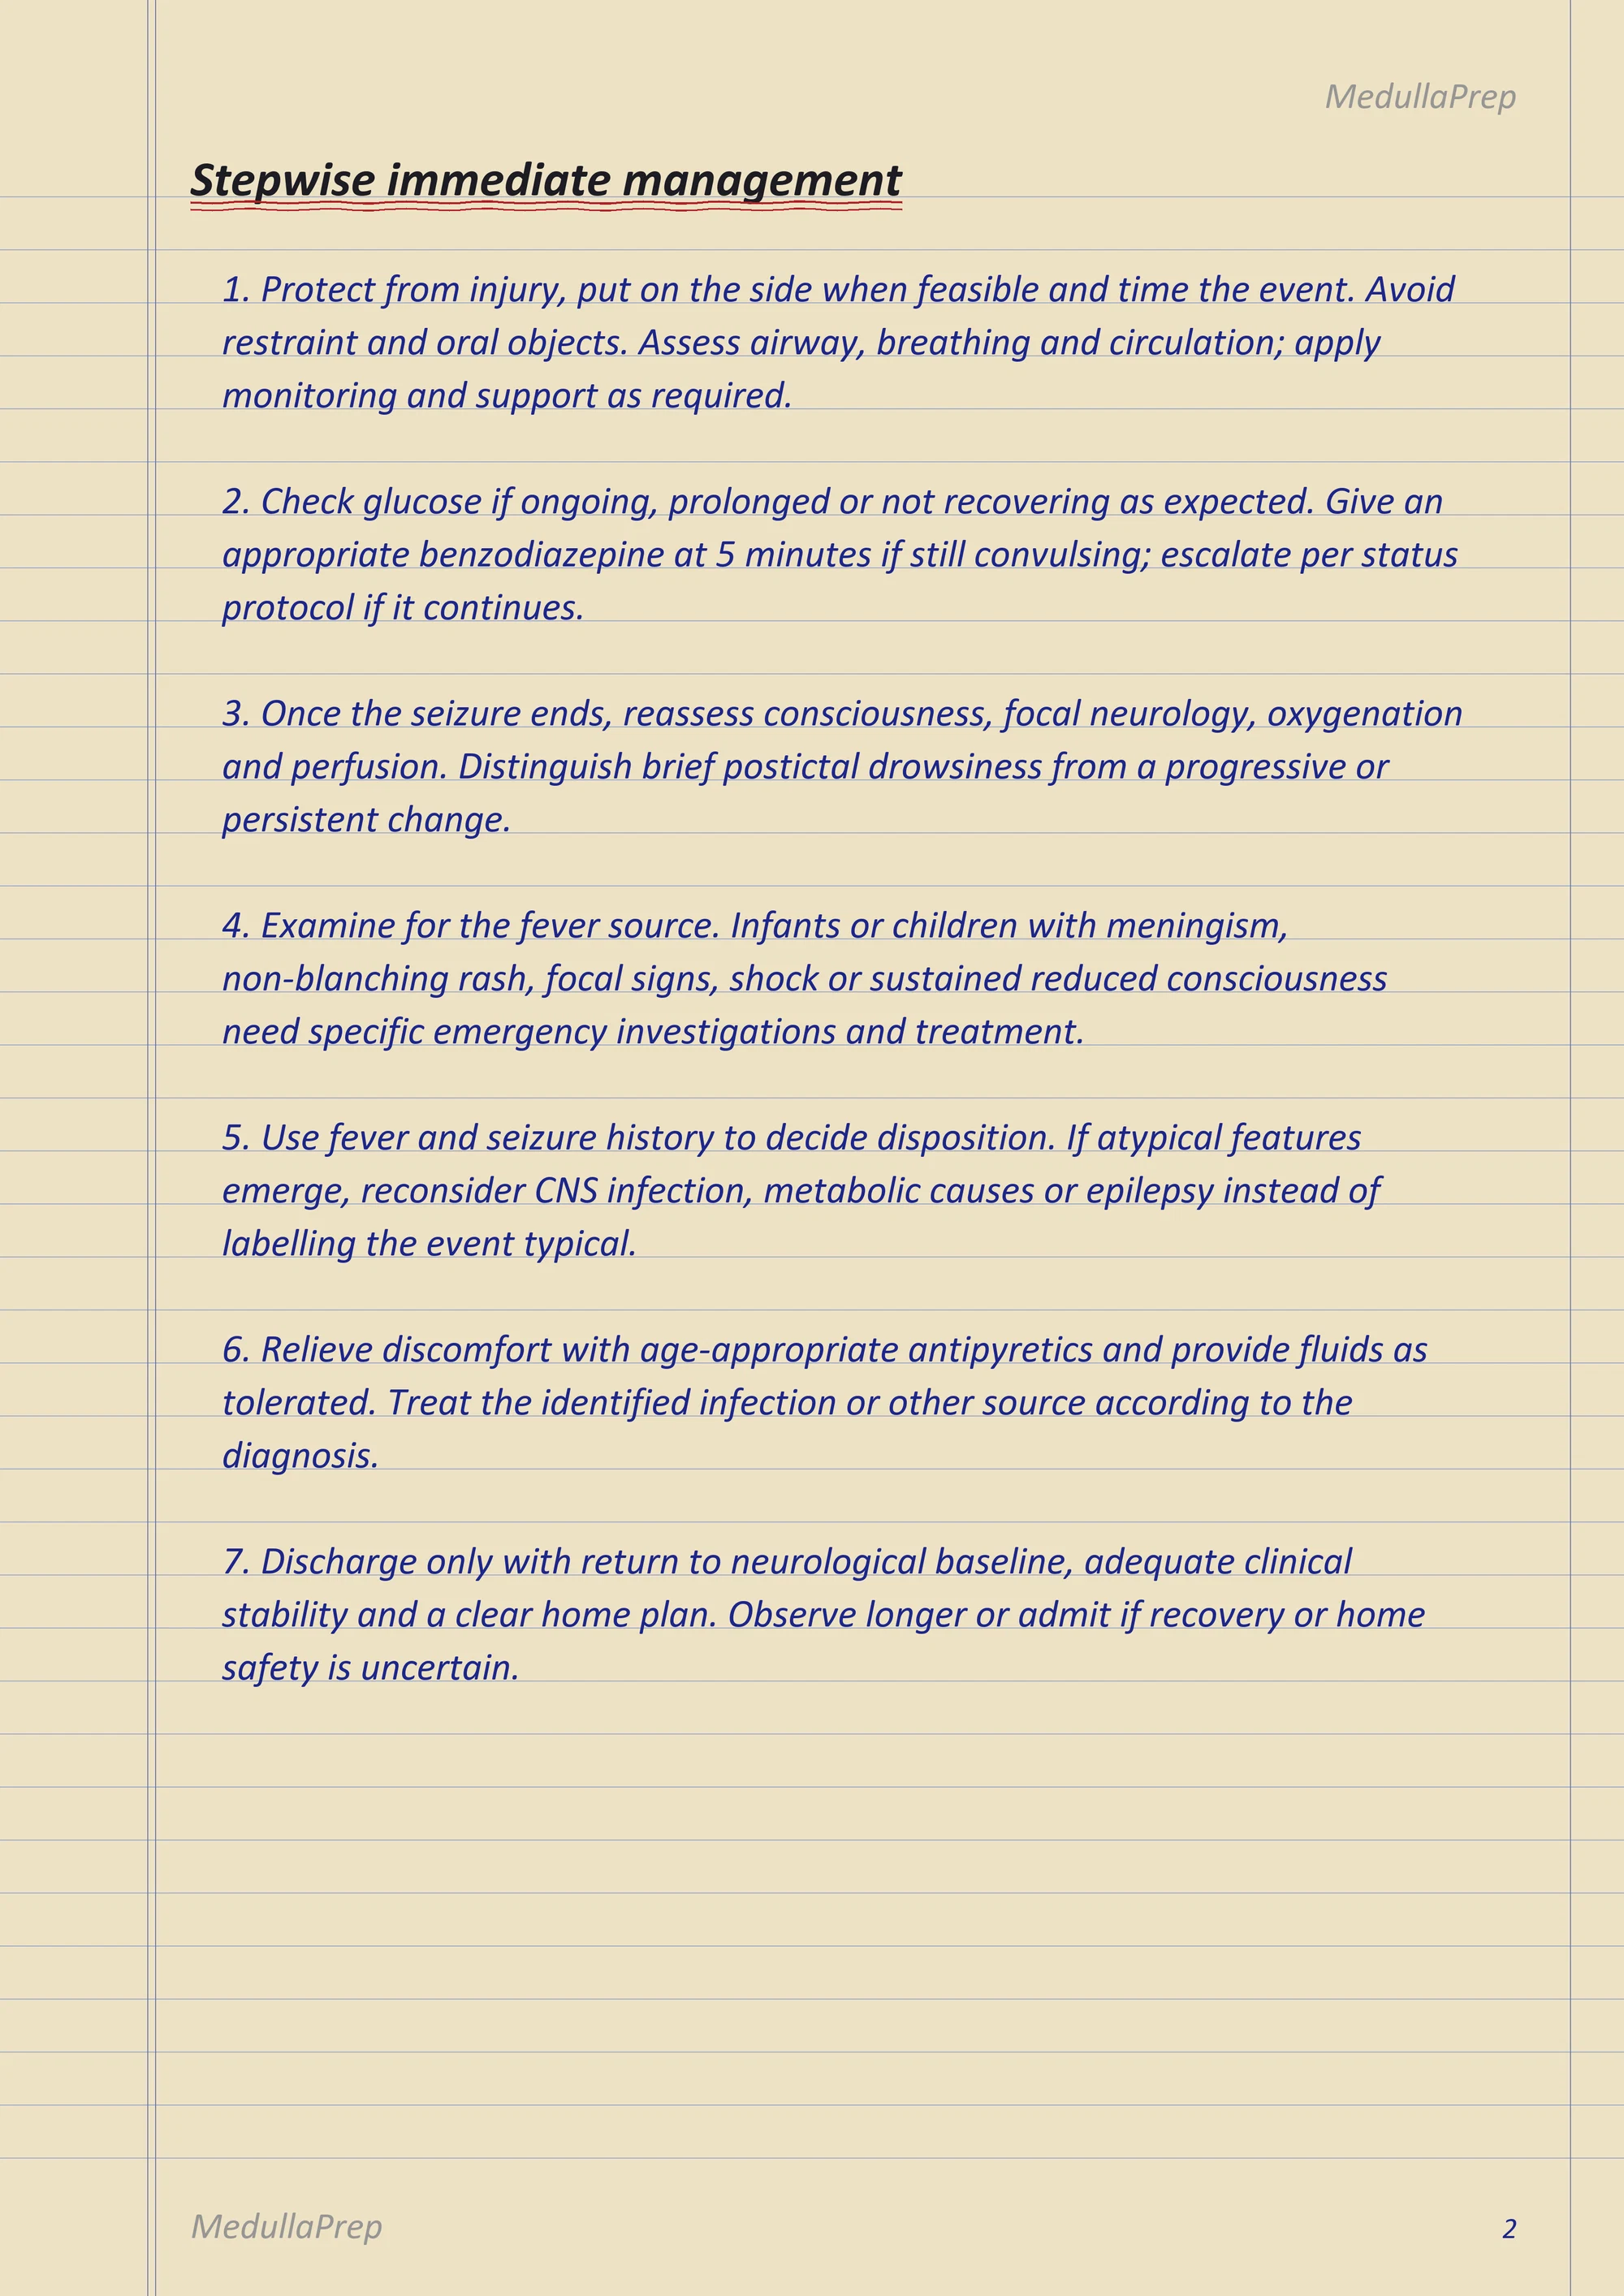 MedullaPrep
Stepwise immediate management
1. Protect from injury, put on the side when feasible and time the event. Avoid
restraint and oral objects. Assess airway, breathing and circulation; apply
monitoring and support as required.
2. Check glucose if ongoing, prolonged or not recovering as expected. Give an
appropriate benzodiazepine at 5 minutes if still convulsing; escalate per status
protocol if it continues.
3. Once the seizure ends, reassess consciousness, focal neurology, oxygenation
and perfusion. Distinguish brief postictal drowsiness from a progressive or
persistent change.
4. Examine for the fever source. Infants or children with meningism,
non-blanching rash, focal signs, shock or sustained reduced consciousness
need specific emergency investigations and treatment.
5. Use fever and seizure history to decide disposition. If atypical features
emerge, reconsider CNS infection, metabolic causes or epilepsy instead of
labelling the event typical.
6. Relieve discomfort with age-appropriate antipyretics and provide fluids as
tolerated. Treat the identified infection or other source according to the
diagnosis.
7. Discharge only with return to neurological baseline, adequate clinical
stability and a clear home plan. Observe longer or admit if recovery or home
safety is uncertain.
MedullaPrep
2